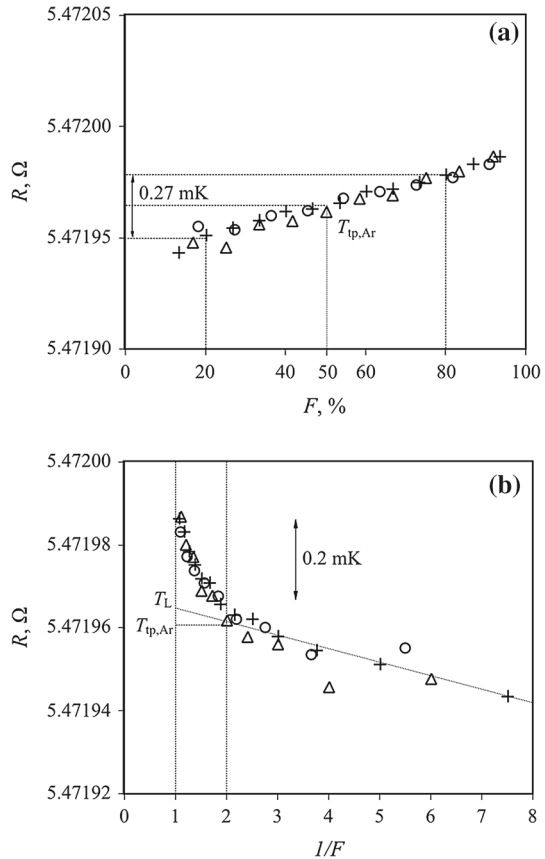 (a)
5.47205
5.47200
5.47195
5.47190
R, Ω
0.27 mK
T_tp,Ar
0 20 40 50 60 80 100
F, %
(b)
5.47200
5.47198
5.47196
5.47194
5.47192
R, Ω
0.2 mK
T_L
T_tp,Ar
0 1 2 3 4 5 6 7 8
1/F